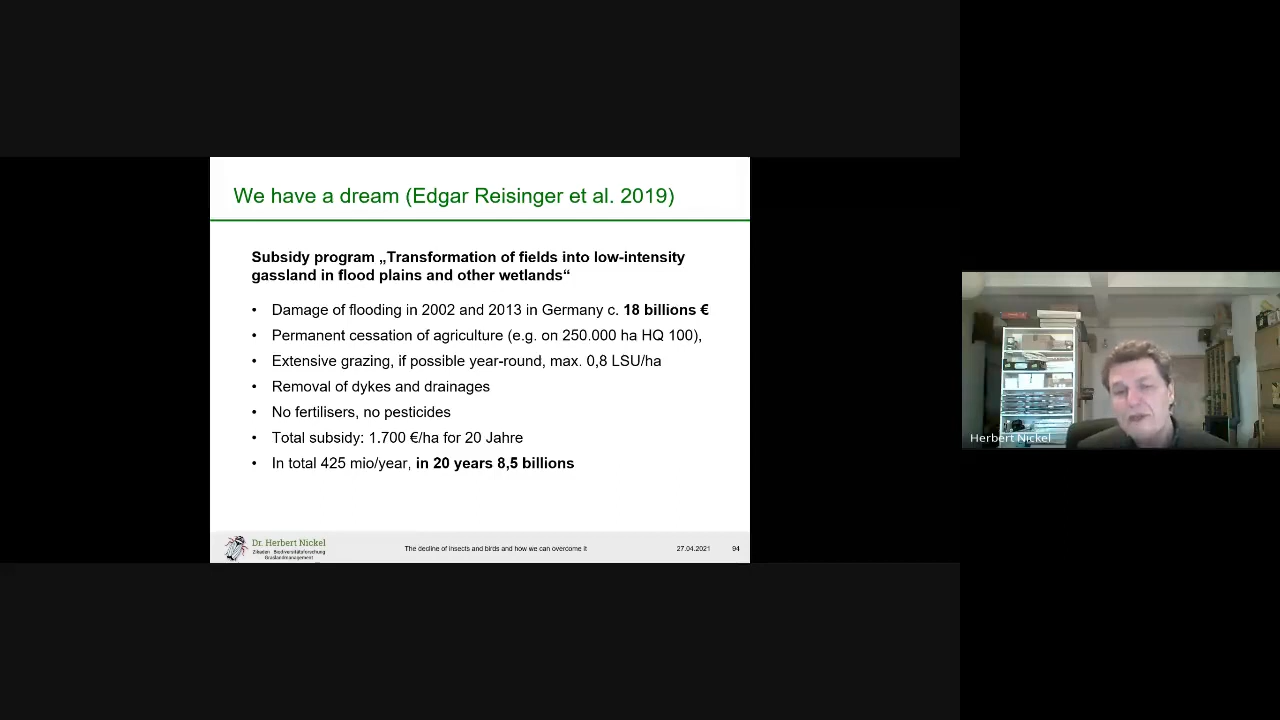 We have a dream (Edgar Reisinger et al. 2019)
Subsidy program „Transformation of fields into low-intensity
gassland in flood plains and other wetlands“
• Damage of flooding in 2002 and 2013 in Germany c. 18 billions €
• Permanent cessation of agriculture (e.g. on 250.000 ha HQ 100),
• Extensive grazing, if possible year-round, max. 0,8 LSU/ha
• Removal of dykes and drainages
• No fertilisers, no pesticides
• Total subsidy: 1.700 €/ha for 20 Jahre
• In total 425 mio/year, in 20 years 8,5 billions
Dr. Herbert Nickel
Zikaden Biodiversitätsforschung
Graslandmanagement
The decline of insects and birds and how we can overcome it
27.04.2021
94
Herbert Nickel